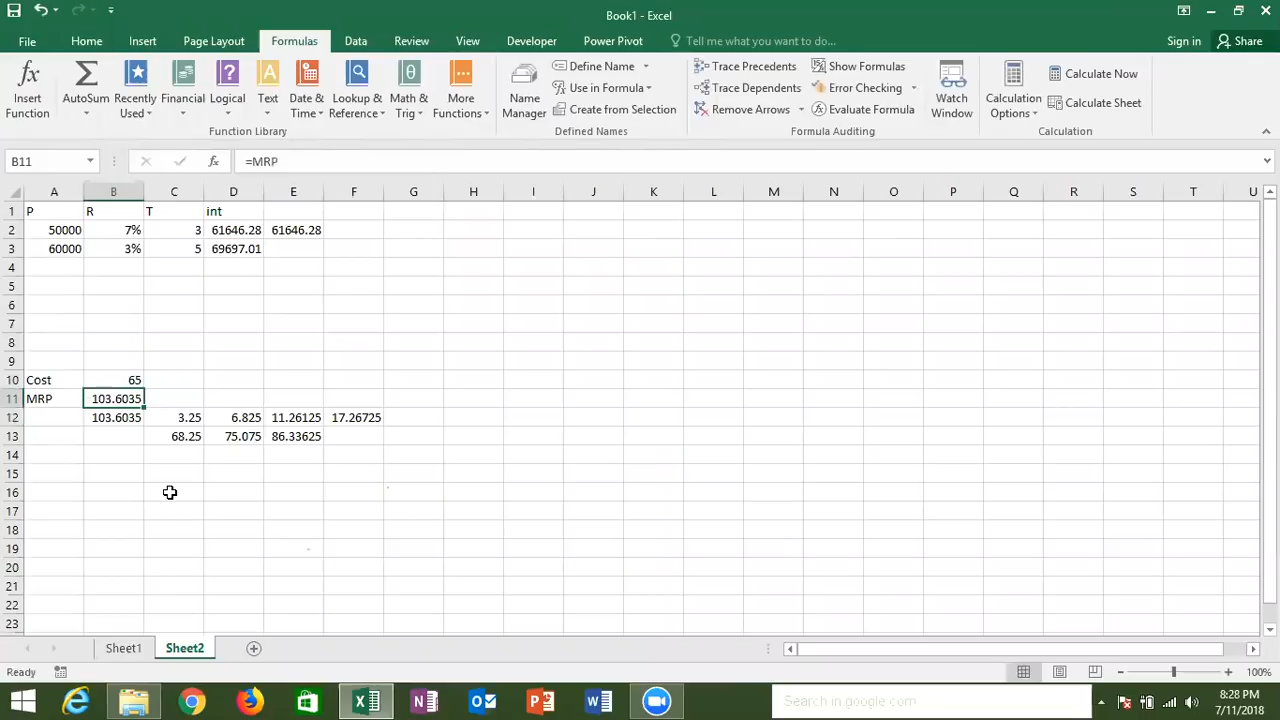 Book1 - Excel
File Home Insert Page Layout Formulas Data Review View Developer Power Pivot Tell me what you want to do... Sign in Share
Insert Function
AutoSum
Recently Used
Financial
Logical
Text
Date & Time
Lookup & Reference
Math & Trig
More Functions
Function Library
Name Manager
Define Name
Use in Formula
Create from Selection
Defined Names
Trace Precedents
Trace Dependents
Remove Arrows
Show Formulas
Error Checking
Evaluate Formula
Formula Auditing
Watch Window
Calculation Options
Calculate Now
Calculate Sheet
Calculation
B11 fx =MRP
A B C D E F G H I J K L M N O P Q R S T U
1 P R T int
2 50000 7% 3 61646.28 61646.28
3 60000 3% 5 69697.01
4
5
6
7
8
9
10 Cost 65
11 MRP 103.6035
12 103.6035 3.25 6.825 11.26125 17.26725
13 68.25 75.075 86.33625
14
15
16
17
18
19
20
21
22
23
Sheet1 Sheet2
Ready 100%
Search in google.com
8:28 PM
7/11/2018